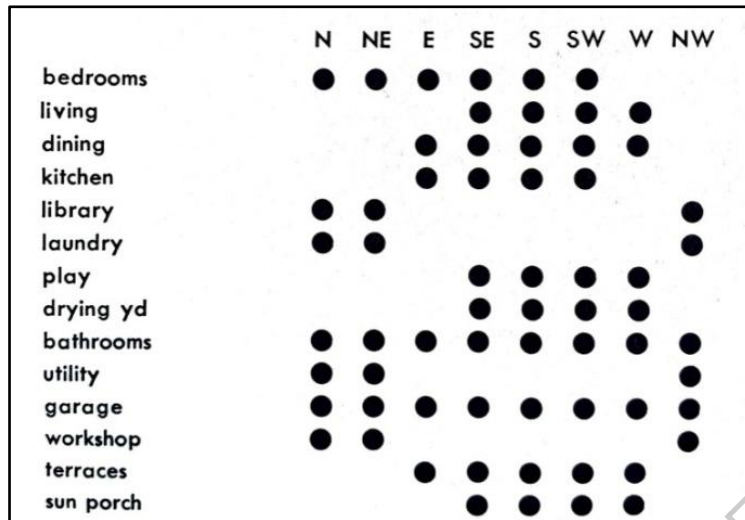 N NE E SE S SW W NW
bedrooms
living
dining
kitchen
library
laundry
play
drying yd
bathrooms
utility
garage
workshop
terraces
sun porch